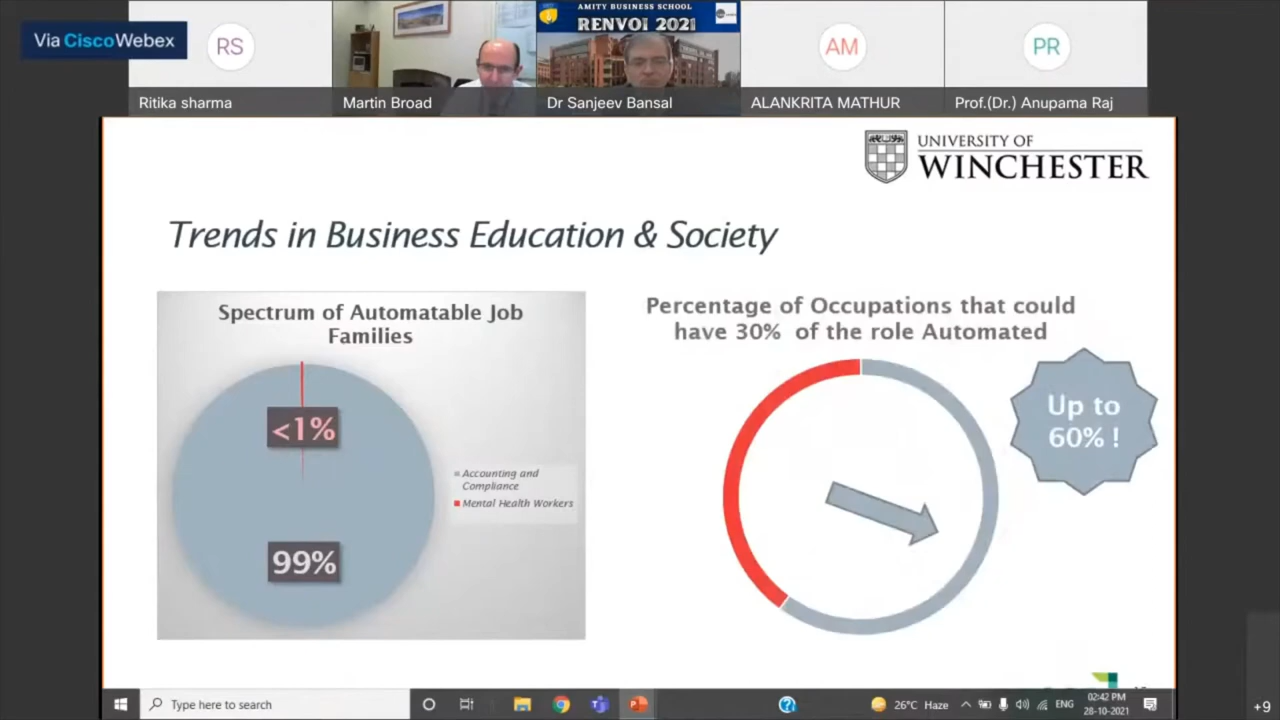 Via Cisco Webex
RS
Ritika sharma
Martin Broad
AMITY BUSINESS SCHOOL
RENVOI 2021
Dr Sanjeev Bansal
AM
ALANKRITA MATHUR
PR
Prof.(Dr.) Anupama Raj
UNIVERSITY OF
WINCHESTER
Trends in Business Education & Society
Spectrum of Automatable Job
Families
<1%
99%
Accounting and
Compliance
Mental Health Workers
Percentage of Occupations that could
have 30% of the role Automated
Up to
60% !
Type here to search
26°C Haze
ENG
02:42 PM
28-10-2021
+9